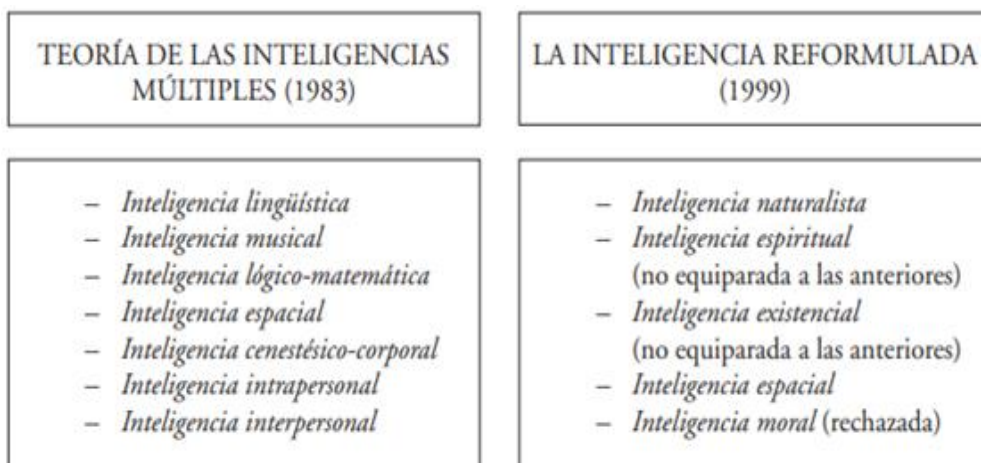 TEORÍA DE LAS INTELIGENCIAS
MÚLTIPLES (1983)
– Inteligencia lingüística
– Inteligencia musical
– Inteligencia lógico-matemática
– Inteligencia espacial
– Inteligencia cenestésico-corporal
– Inteligencia intrapersonal
– Inteligencia interpersonal
LA INTELIGENCIA REFORMULADA
(1999)
– Inteligencia naturalista
– Inteligencia espiritual
(no equiparada a las anteriores)
– Inteligencia existencial
(no equiparada a las anteriores)
– Inteligencia espacial
– Inteligencia moral (rechazada)